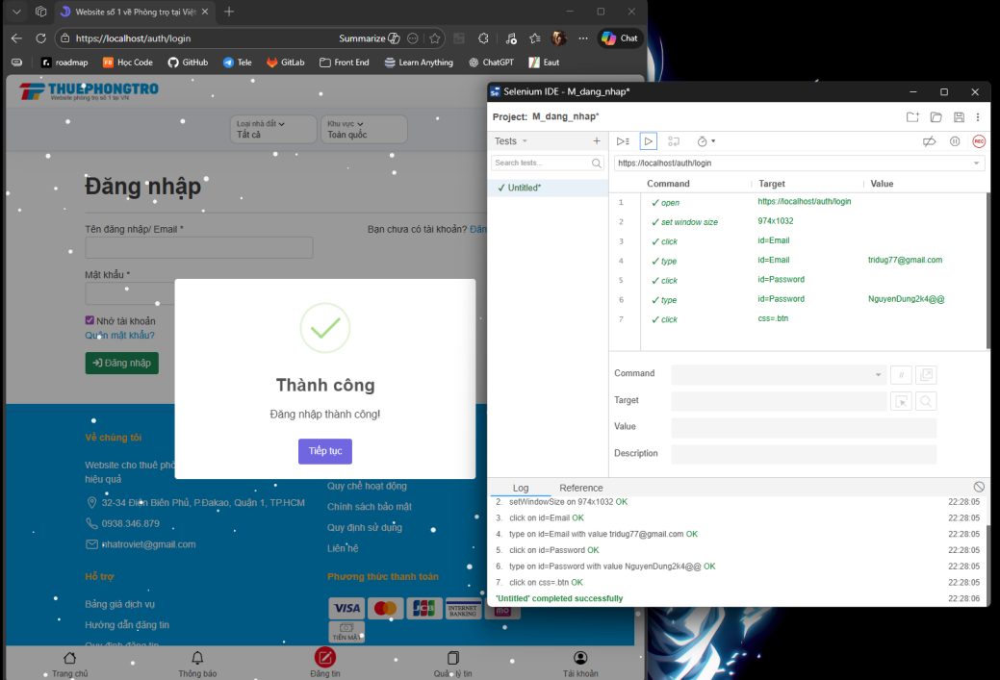 Website số 1 về Phòng trọ tại Việt
https://localhost/auth/login
Summarize
Chat
roadmap
Học Code
GitHub
Tele
GitLab
Front End
Learn Anything
ChatGPT
Eaut
THUEPHONGTRO
Website phòng trọ số 1 tại VN
Loại nhà đất
Tất cả
Khu vực
Toàn quốc
Đăng nhập
Tên đăng nhập/ Email *
Bạn chưa có tài khoản? Đăn
Mật khẩu *
Nhớ tài khoản
Quên mật khẩu?
Đăng nhập
Thành công
Đăng nhập thành công!
Tiếp tục
Về chúng tôi
Website cho thuê phò
hiệu quả
32-34 Điện Biên Phủ, P.Đakao, Quận 1, TP.HCM
0938.346.879
nhatroviet@gmail.com
Quy chế hoạt động
Chính sách bảo mật
Quy định sử dụng
Liên hệ
Hỗ trợ
Bảng giá dịch vụ
Hướng dẫn đăng tin
Quy định đăng tin
Phương thức thanh toán
VISA
JCB
INTERNET
BANKING
mo
TIỀN MẶT
Trang chủ
Thông báo
Đăng tin
Quản lý tin
Tài khoản
Selenium IDE - M_dang_nhap*
Project: M_dang_nhap*
Tests
Search tests...
Untitled*
REC
https://localhost/auth/login
Command Target Value
1 open https://localhost/auth/login
2 set window size 974x1032
3 click id=Email
4 type id=Email tridug77@gmail.com
5 click id=Password
6 type id=Password NguyenDung2k4@@
7 click css=.btn
Command
//
Target
Value
Description
Log Reference
2. setWindowSize on 974x1032 OK 22:28:05
3. click on id=Email OK 22:28:05
4. type on id=Email with value tridug77@gmail.com OK 22:28:05
5. click on id=Password OK 22:28:05
6. type on id=Password with value NguyenDung2k4@@ OK 22:28:05
7. click on css=.btn OK 22:28:05
'Untitled' completed successfully 22:28:06